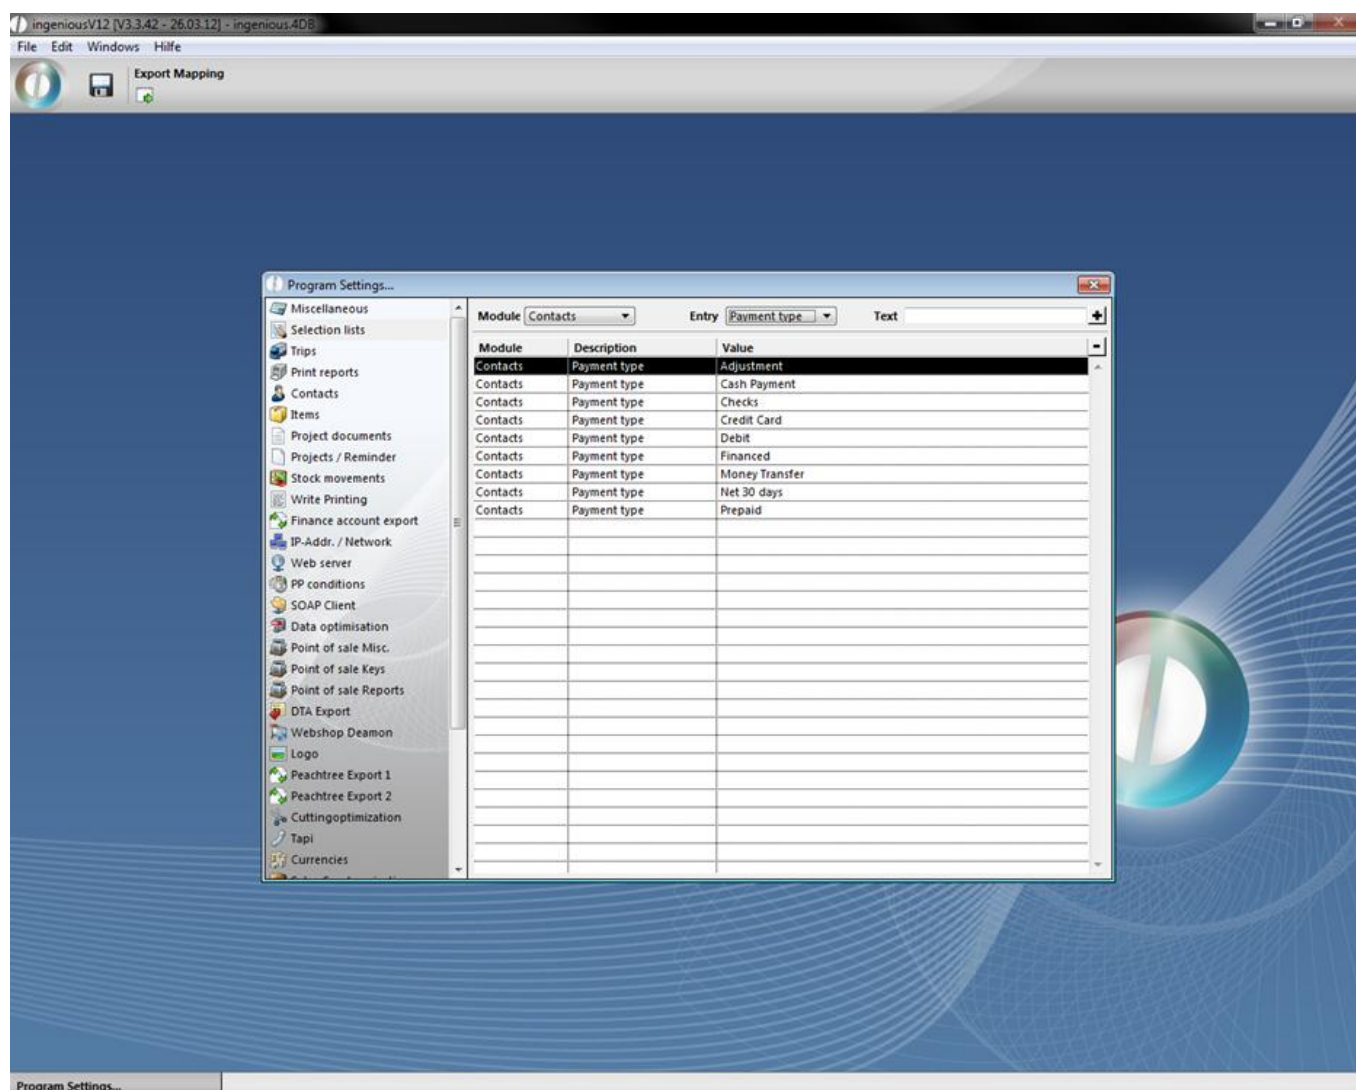 ingeniousV12 [V3.3.42 - 26.03.12] - ingenious.4DB
File Edit Windows Hilfe
Export Mapping
Program Settings...
Miscellaneous
Selection lists
Trips
Print reports
Contacts
Items
Project documents
Projects / Reminder
Stock movements
Write Printing
Finance account export
IP-Addr. / Network
Web server
PP conditions
SOAP Client
Data optimisation
Point of sale Misc.
Point of sale Keys
Point of sale Reports
DTA Export
Webshop Deamon
Logo
Peachtree Export 1
Peachtree Export 2
Cuttingoptimization
Tapi
Currencies
Module Contacts Entry Payment type Text
Module Description Value
Contacts Payment type Adjustment
Contacts Payment type Cash Payment
Contacts Payment type Checks
Contacts Payment type Credit Card
Contacts Payment type Debit
Contacts Payment type Financed
Contacts Payment type Money Transfer
Contacts Payment type Net 30 days
Contacts Payment type Prepaid
Program Settings...